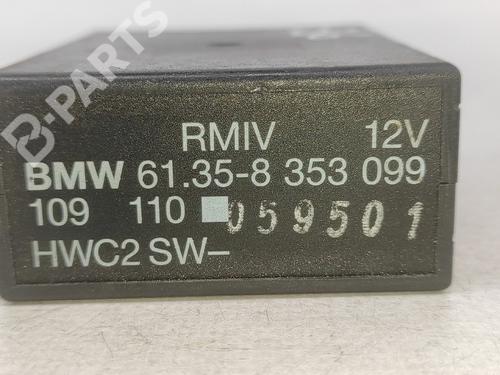 B-PARTS
RMIV 12V
BMW 61.35-8 353 099
109 110 059501
HWC2 SW-